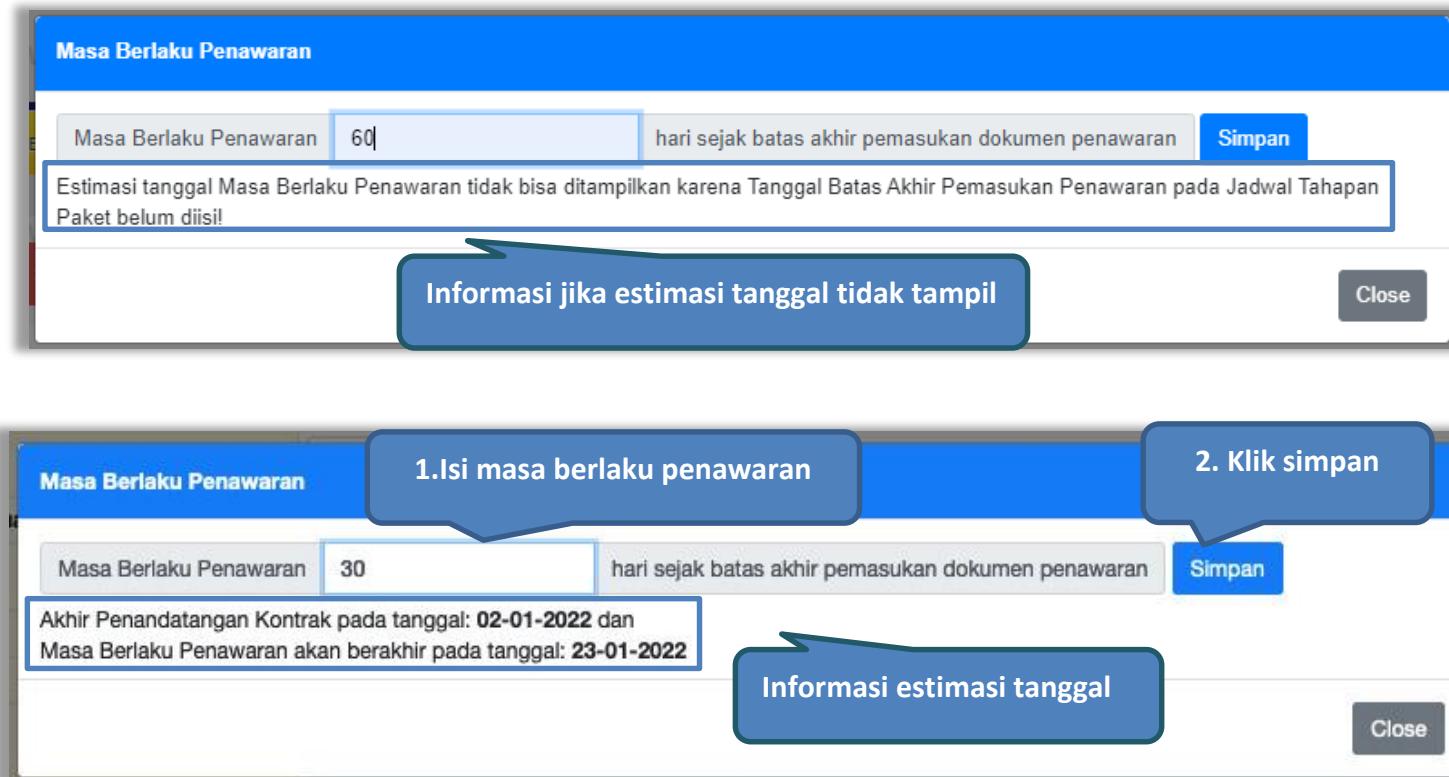 Masa Berlaku Penawaran
Masa Berlaku Penawaran 60 hari sejak batas akhir pemasukan dokumen penawaran Simpan
Estimasi tanggal Masa Berlaku Penawaran tidak bisa ditampilkan karena Tanggal Batas Akhir Pemasukan Penawaran pada Jadwal Tahapan
Paket belum diisi!
Informasi jika estimasi tanggal tidak tampil
Close
Masa Berlaku Penawaran
1.Isi masa berlaku penawaran
2. Klik simpan
Masa Berlaku Penawaran 30 hari sejak batas akhir pemasukan dokumen penawaran Simpan
Akhir Penandatangan Kontrak pada tanggal: 02-01-2022 dan
Masa Berlaku Penawaran akan berakhir pada tanggal: 23-01-2022
Informasi estimasi tanggal
Close